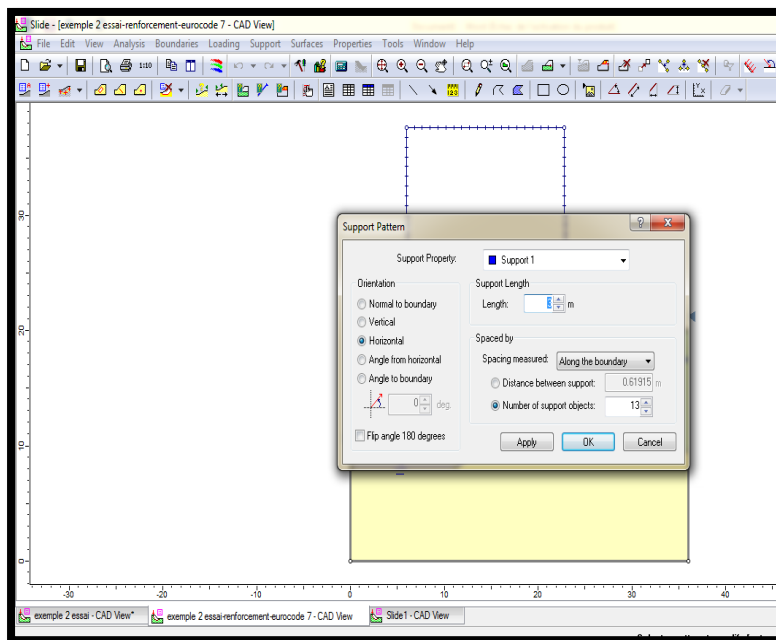 Slide - [exemple 2 essai-renforcement-eurocode 7 - CAD View]
File Edit View Analysis Boundaries Loading Support Surfaces Properties Tools Window Help
1:10
30
20
10
0
Support Pattern
Support Property: Support 1
Orientation
Normal to boundary
Vertical
Horizontal
Angle from horizontal
Angle to boundary
0 deg.
Flip angle 180 degrees
Support Length
Length: 3 m
Spaced by
Spacing measured: Along the boundary
Distance between support: 0.61915 m
Number of support objects: 13
Apply OK Cancel
-30 -20 -10 0 10 20 30 40
exemple 2 essai - CAD View* exemple 2 essai-renforcement-eurocode 7 - CAD View Slide1 - CAD View